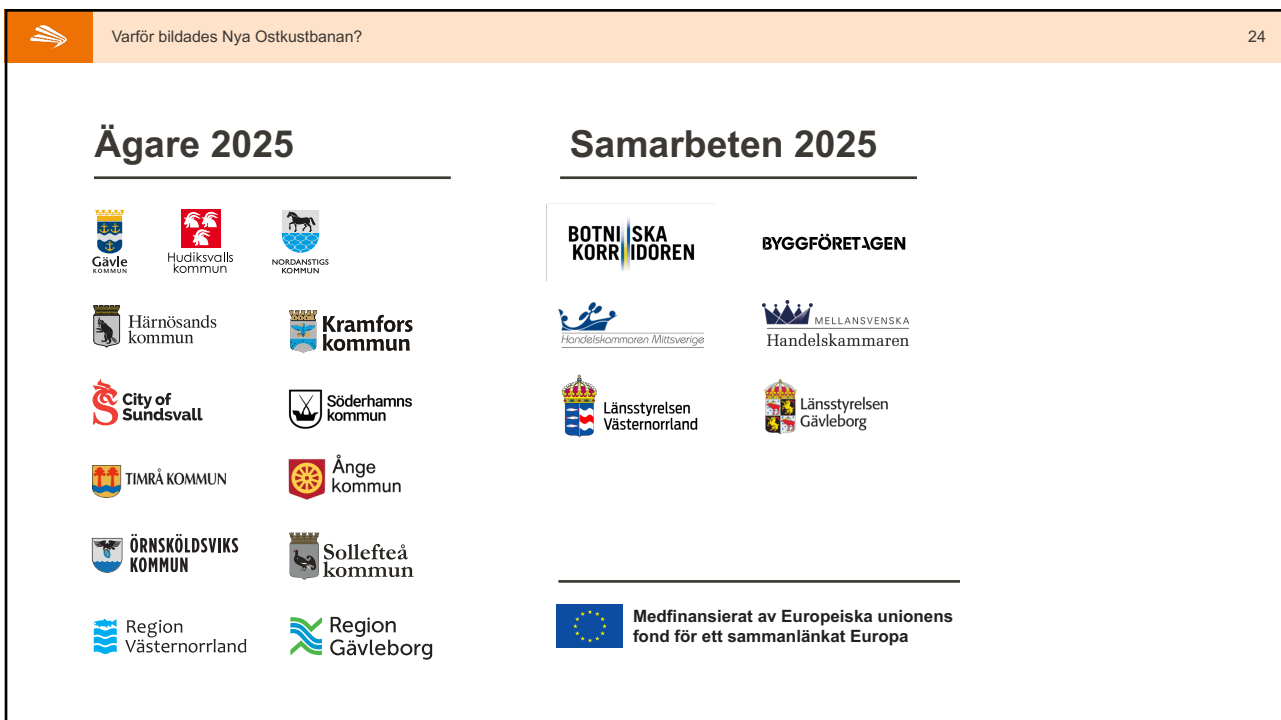 Varför bildades Nya Ostkustbanan?
24
Ägare 2025
Gävle
KOMMUN
Hudiksvalls
kommun
NORDANSTIGS
KOMMUN
Härnösands
kommun
Kramfors
kommun
City of
Sundsvall
Söderhamns
kommun
TIMRÅ KOMMUN
Ånge
kommun
ÖRNSKÖLDSVIKS
KOMMUN
Sollefteå
kommun
Region
Västernorrland
Region
Gävleborg
Samarbeten 2025
BOTNISKA
KORRIDOREN
BYGGFÖRETAGEN
Handelskammaren Mittsverige
MELLANSVENSKA
Handelskammaren
Länsstyrelsen
Västernorrland
Länsstyrelsen
Gävleborg
Medfinansierat av Europeiska unionens
fond för ett sammanlänkat Europa